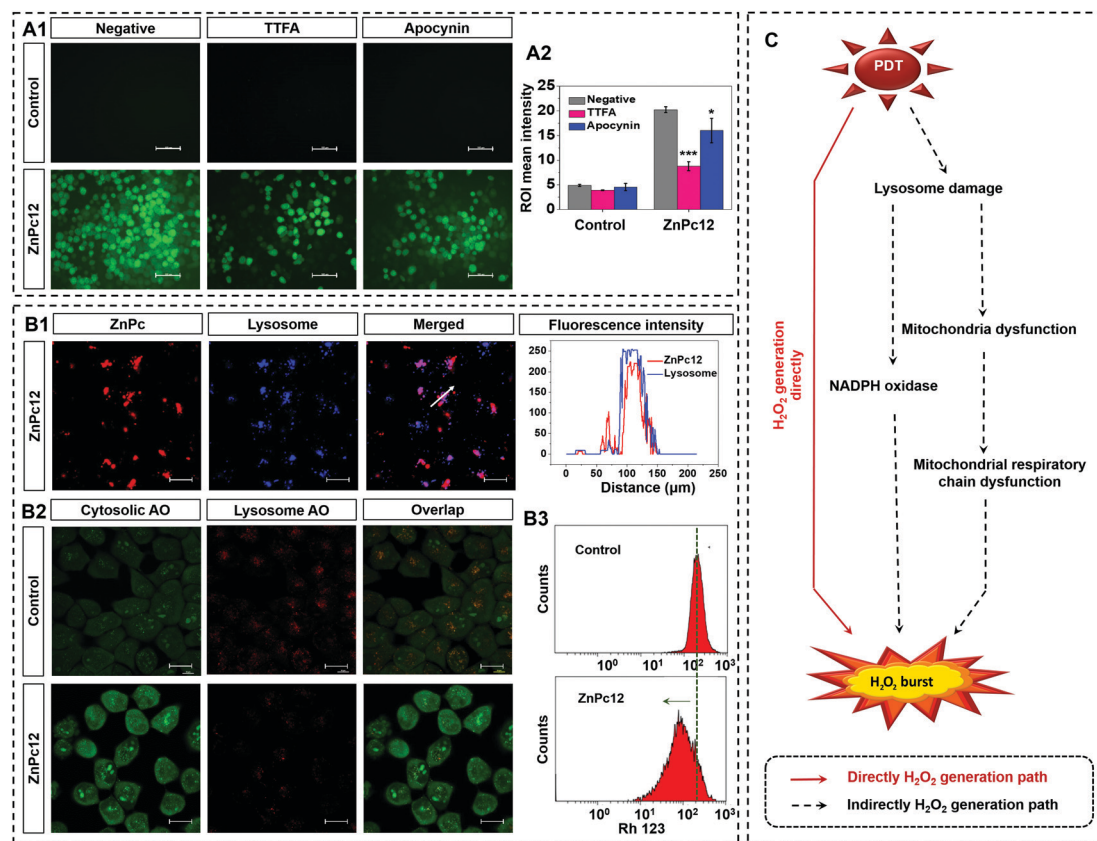 A1
Negative
TTFA
Apocynin
Control
ZnPc12
A2
ROI mean intensity
25
20
15
10
5
0
Negative
TTFA
Apocynin
***
*
Control
ZnPc12
B1
ZnPc
Lysosome
Merged
Fluorescence intensity
ZnPc12
250
200
150
100
50
0
ZnPc12
Lysosome
0
50
100
150
200
250
Distance (µm)
B2
Cytosolic AO
Lysosome AO
Overlap
Control
ZnPc12
B3
Control
Counts
10⁰
10¹
10²
10³
ZnPc12
Counts
10⁰
10¹
10²
10³
Rh 123
C
PDT
Lysosome damage
Mitochondria dysfunction
NADPH oxidase
Mitochondrial respiratory
chain dysfunction
H₂O₂ generation
directly
H₂O₂ burst
Directly H₂O₂ generation path
Indirectly H₂O₂ generation path